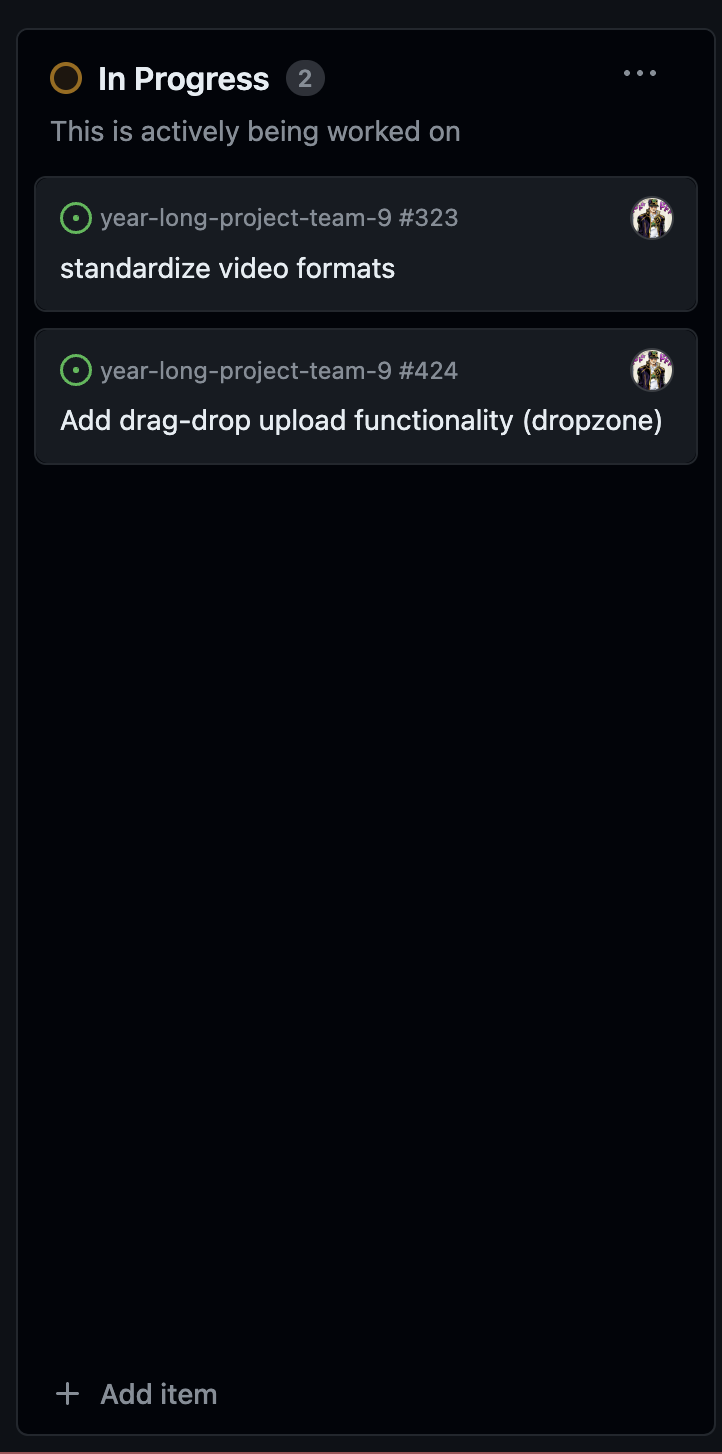 In Progress 2
This is actively being worked on
year-long-project-team-9 #323
standardize video formats
year-long-project-team-9 #424
Add drag-drop upload functionality (dropzone)
Add item